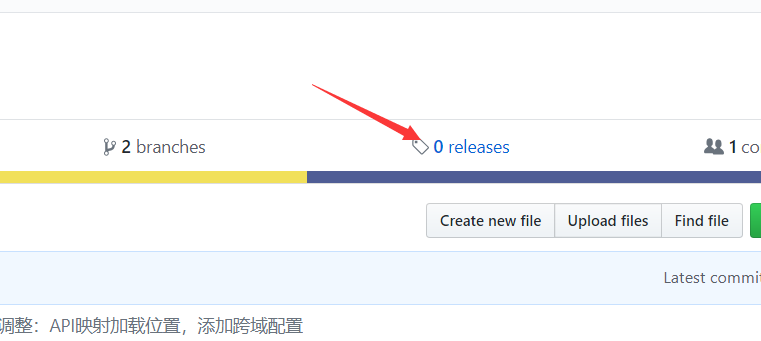 2 branches
0 releases
1 co
Create new file
Upload files
Find file
Latest commit
调整：API映射加载位置，添加跨域配置